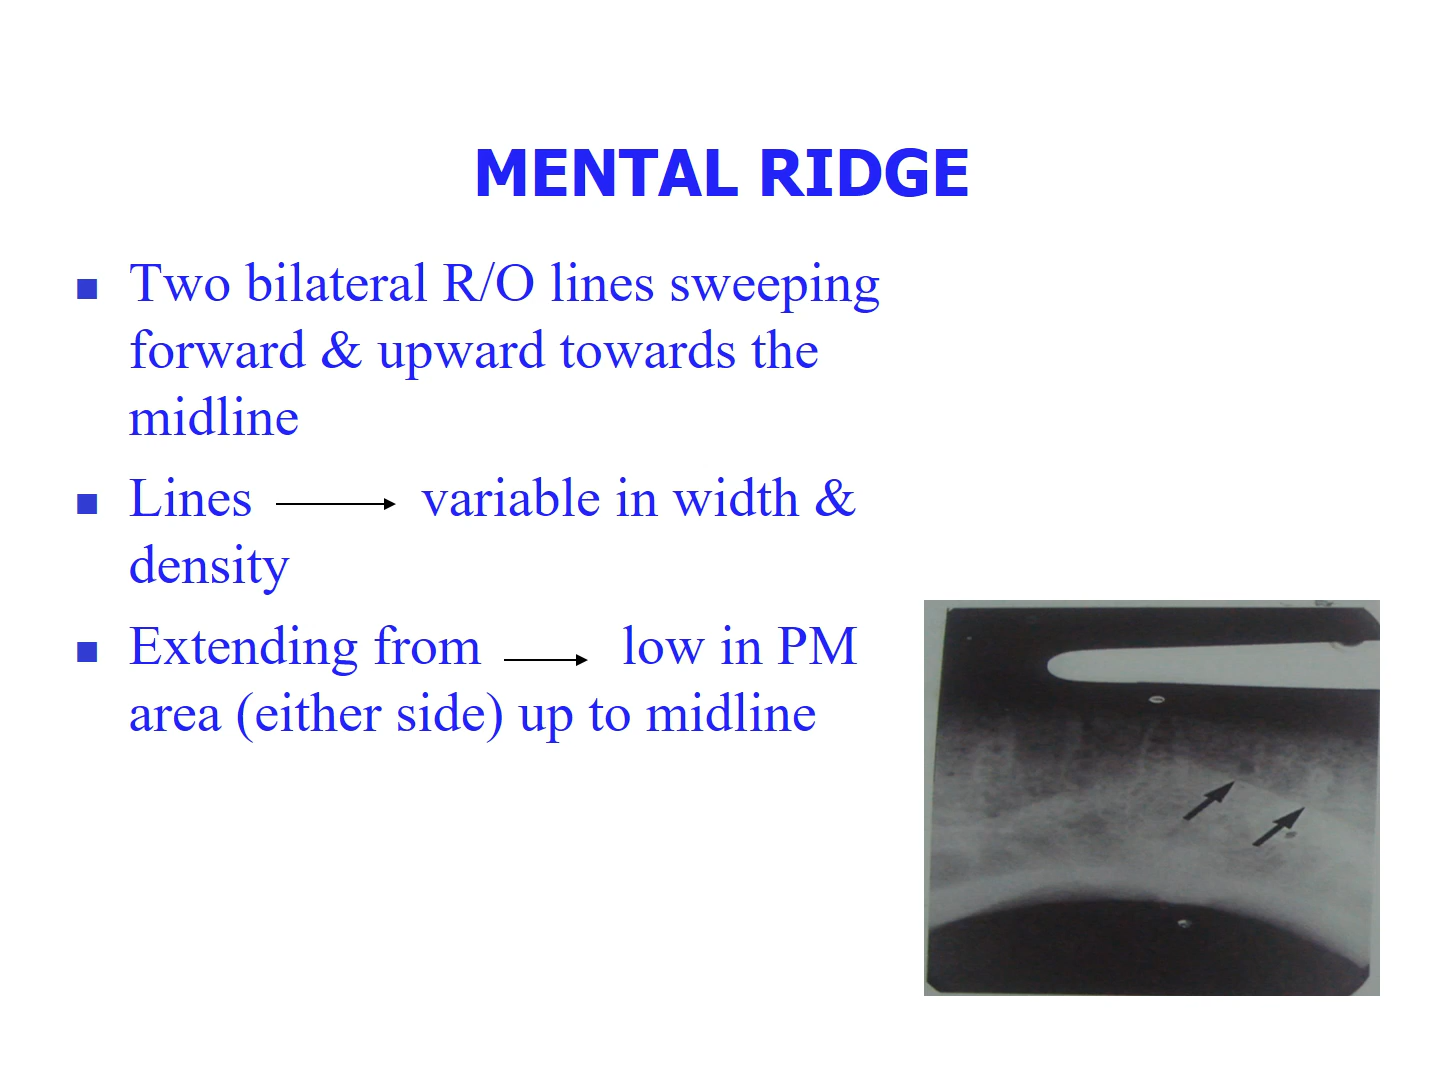 MENTAL RIDGE
■ Two bilateral R/O lines sweeping
forward & upward towards the
midline
■ Lines → variable in width &
density
■ Extending from → low in PM
area (either side) up to midline